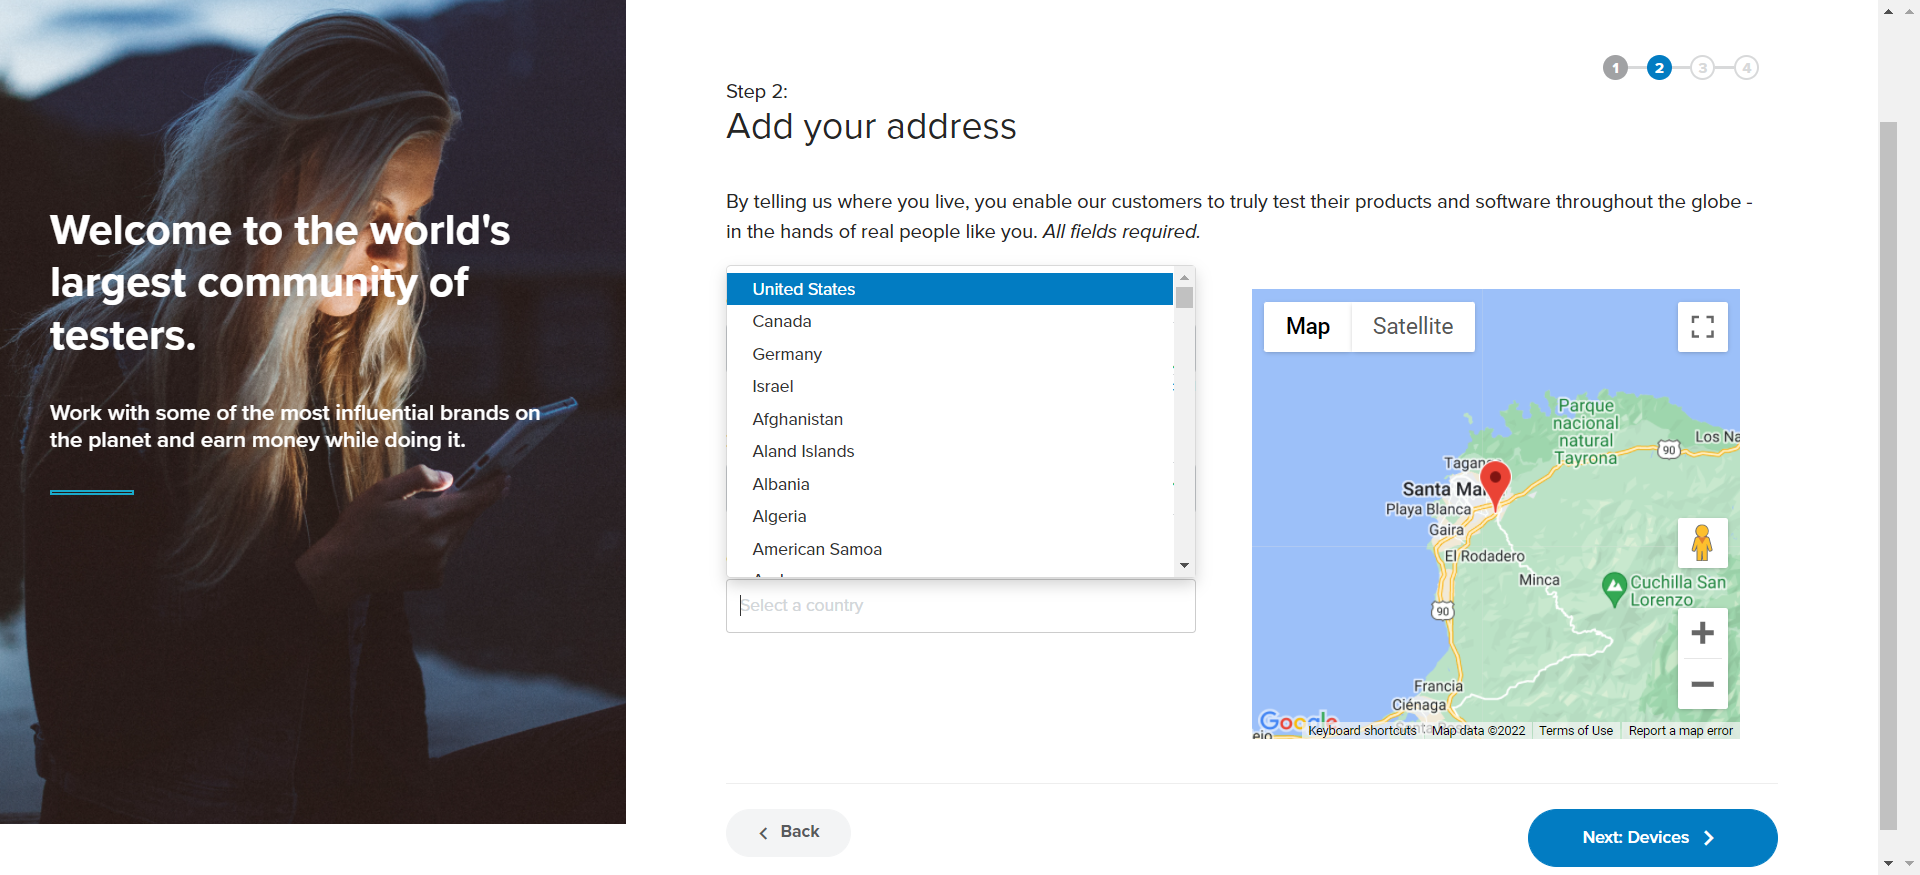 Welcome to the world's
largest community of
testers.
Work with some of the most influential brands on
the planet and earn money while doing it.
1
2
3
4
Step 2:
Add your address
By telling us where you live, you enable our customers to truly test their products and software throughout the globe -
in the hands of real people like you. All fields required.
United States
Canada
Germany
Israel
Afghanistan
Aland Islands
Albania
Algeria
American Samoa
Select a country
Map
Satellite
Parque
nacional
natural
Tayrona
90
Los Na
Taganga
Santa Ma
Playa Blanca
Gaira
El Rodadero
Minca
Cuchilla San
Lorenzo
90
Francia
Ciénaga
Google
Keyboard shortcuts
Map data ©2022
Terms of Use
Report a map error
Back
Next: Devices